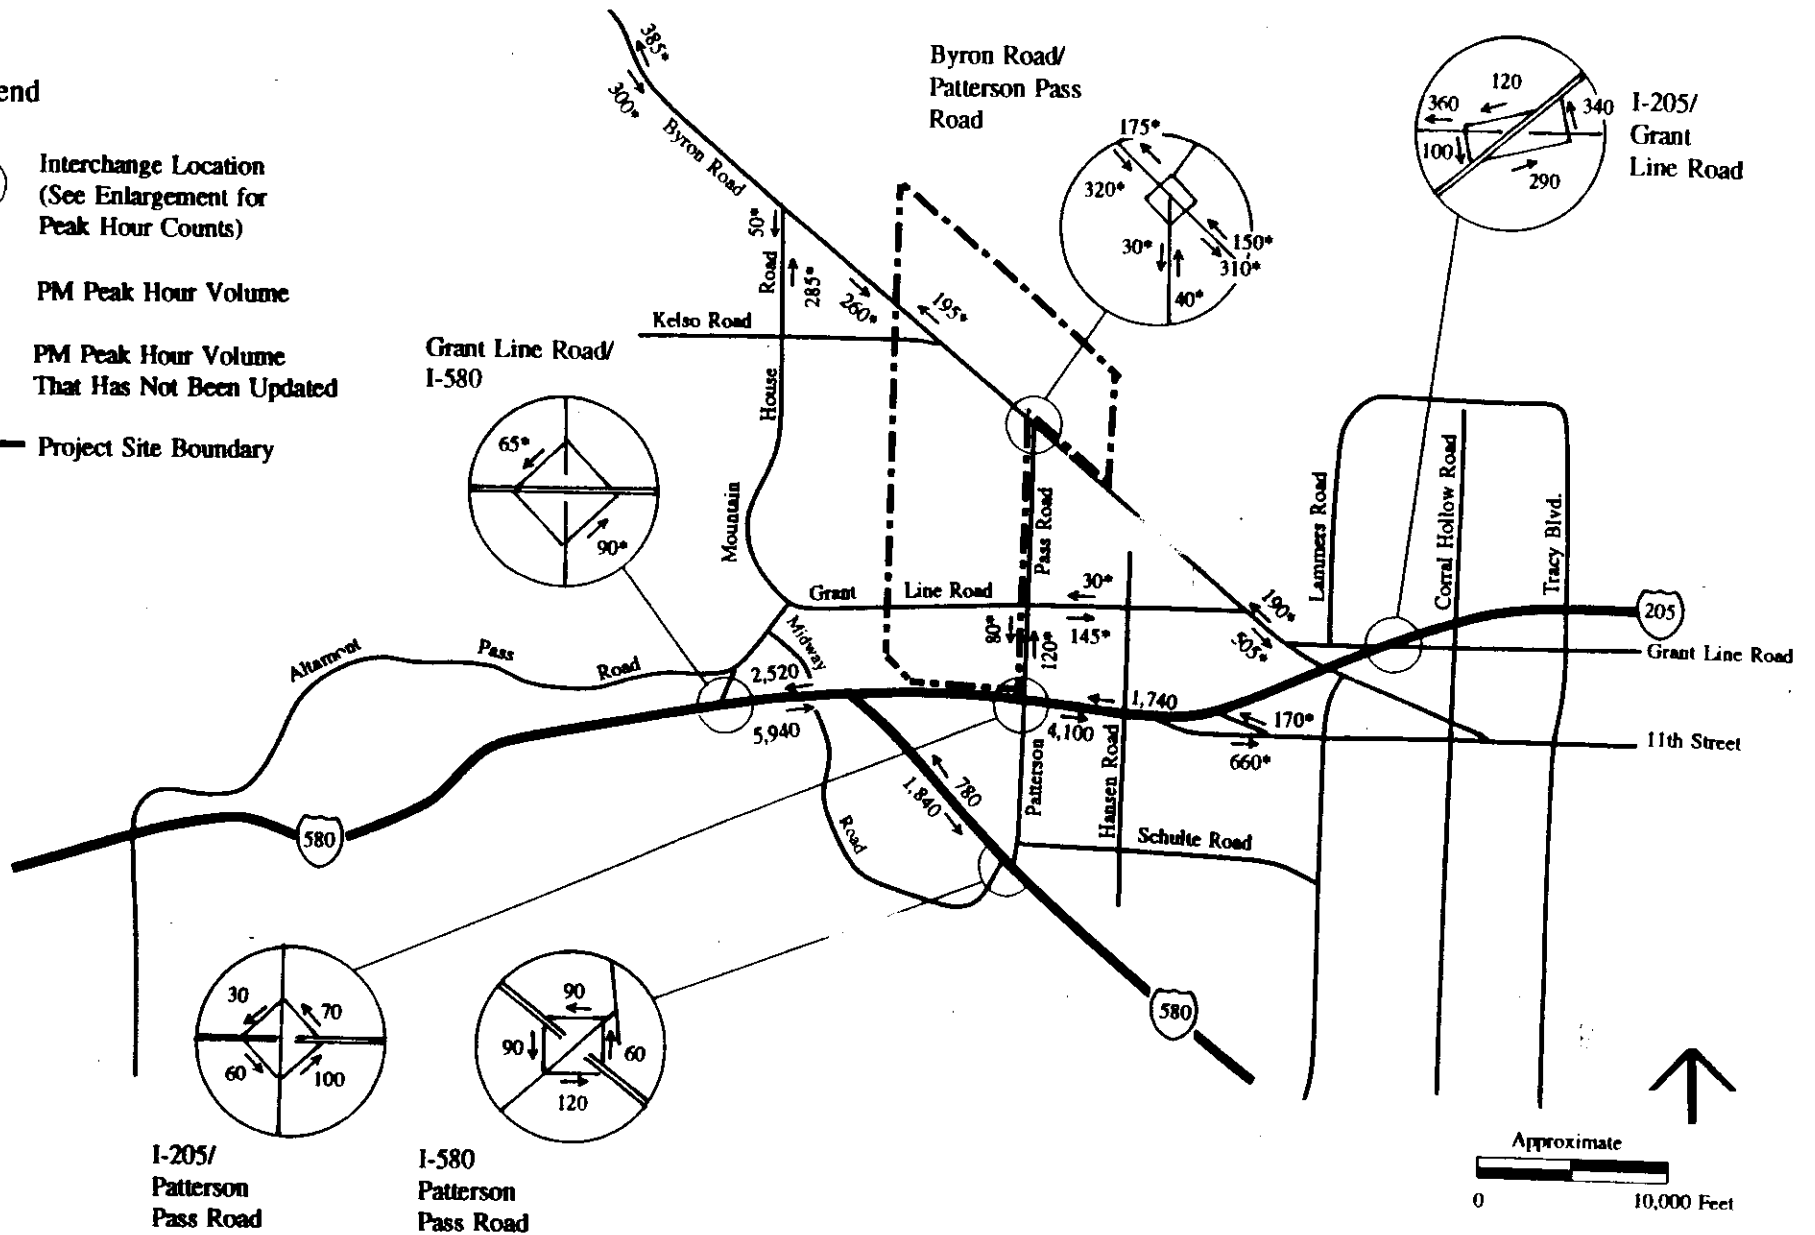 end
Interchange Location
(See Enlargement for
Peak Hour Counts)
PM Peak Hour Volume
PM Peak Hour Volume
That Has Not Been Updated
Project Site Boundary
385*
300*
Byron Road
Byron Road/
Patterson Pass
Road
175*
320*
150*
310*
30*
40*
120
360
340
100
290
I-205/
Grant
Line Road
50*
Road
285*
260*
195*
Kelso Road
House
Mountain
Grant Line Road/
I-580
65*
90*
Pass Road
Grant Line Road
30*
145*
80*
120*
190*
505*
Lammers Road
Corral Hollow Road
Tracy Blvd.
205
Grant Line Road
Altamont Pass Road
Midway
2,520
5,940
1,740
4,100
170*
660*
11th Street
Patterson
Hansen Road
780
1,840
Road
Schulte Road
580
580
30
70
60
100
I-205/
Patterson
Pass Road
90
90
60
120
I-580
Patterson
Pass Road
Approximate
0 10,000 Feet